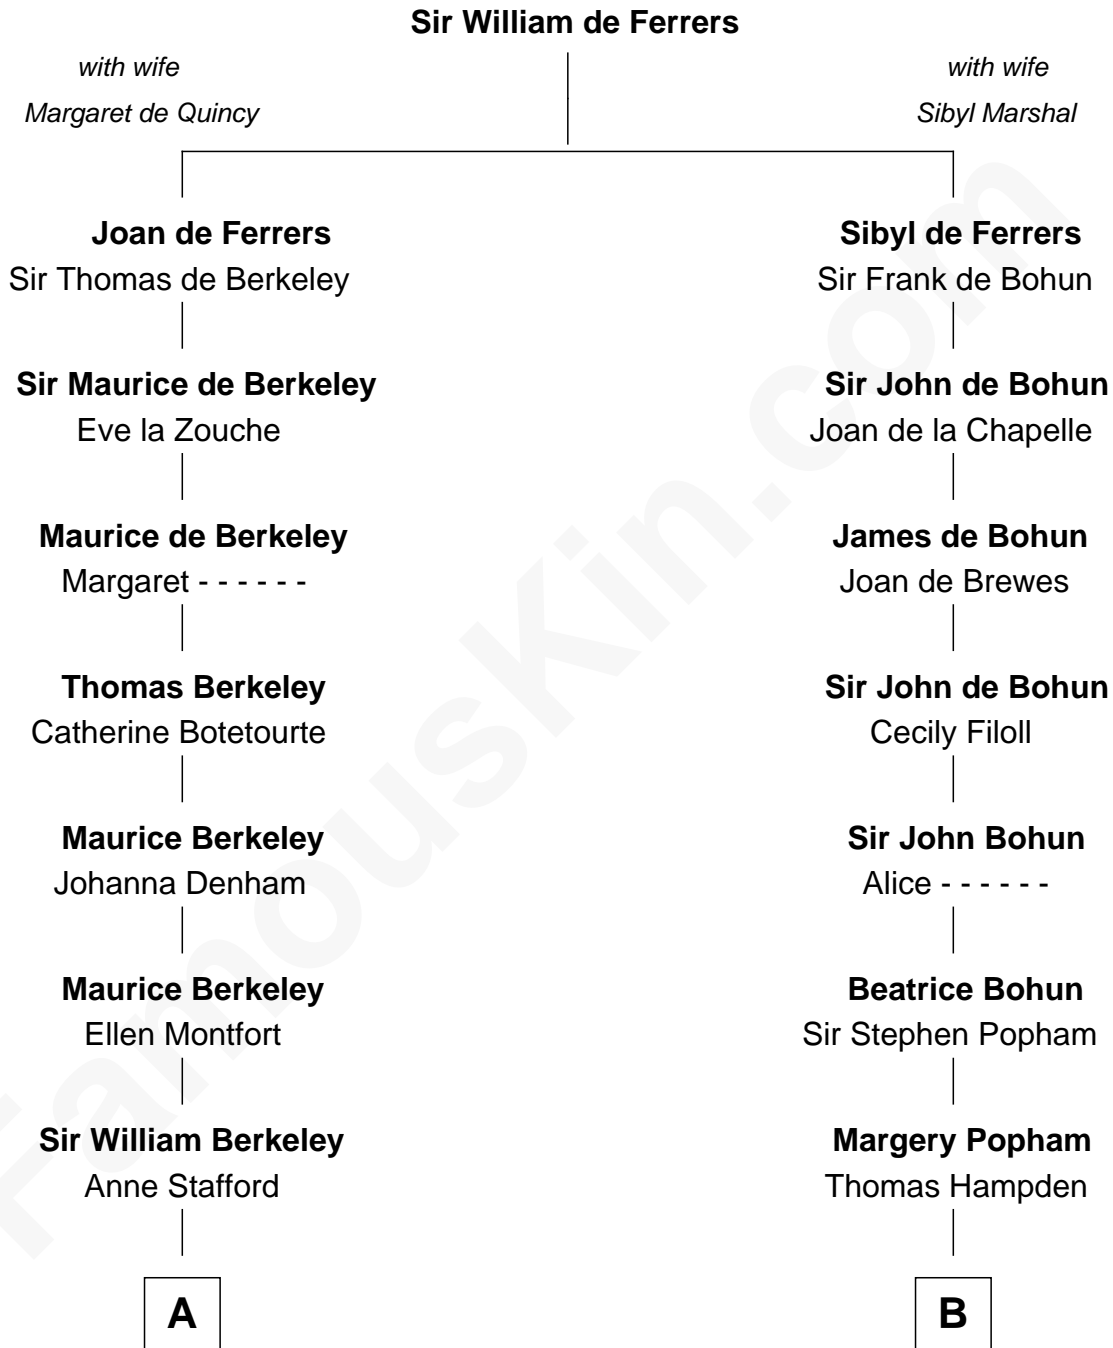 Sir William de Ferrers
with wife
Margaret de Quincy
with wife
Sibyl Marshal
Joan de Ferrers
Sir Thomas de Berkeley
Sibyl de Ferrers
Sir Frank de Bohun
Sir Maurice de Berkeley
Eve la Zouche
Sir John de Bohun
Joan de la Chapelle
Maurice de Berkeley
Margaret - - - - - -
James de Bohun
Joan de Brewes
Thomas Berkeley
Catherine Botetourte
Sir John de Bohun
Cecily Filoll
Maurice Berkeley
Johanna Denham
Sir John Bohun
Alice - - - - - -
Maurice Berkeley
Ellen Montfort
Beatrice Bohun
Sir Stephen Popham
Sir William Berkeley
Anne Stafford
Margery Popham
Thomas Hampden
A
B
FamousKin.com